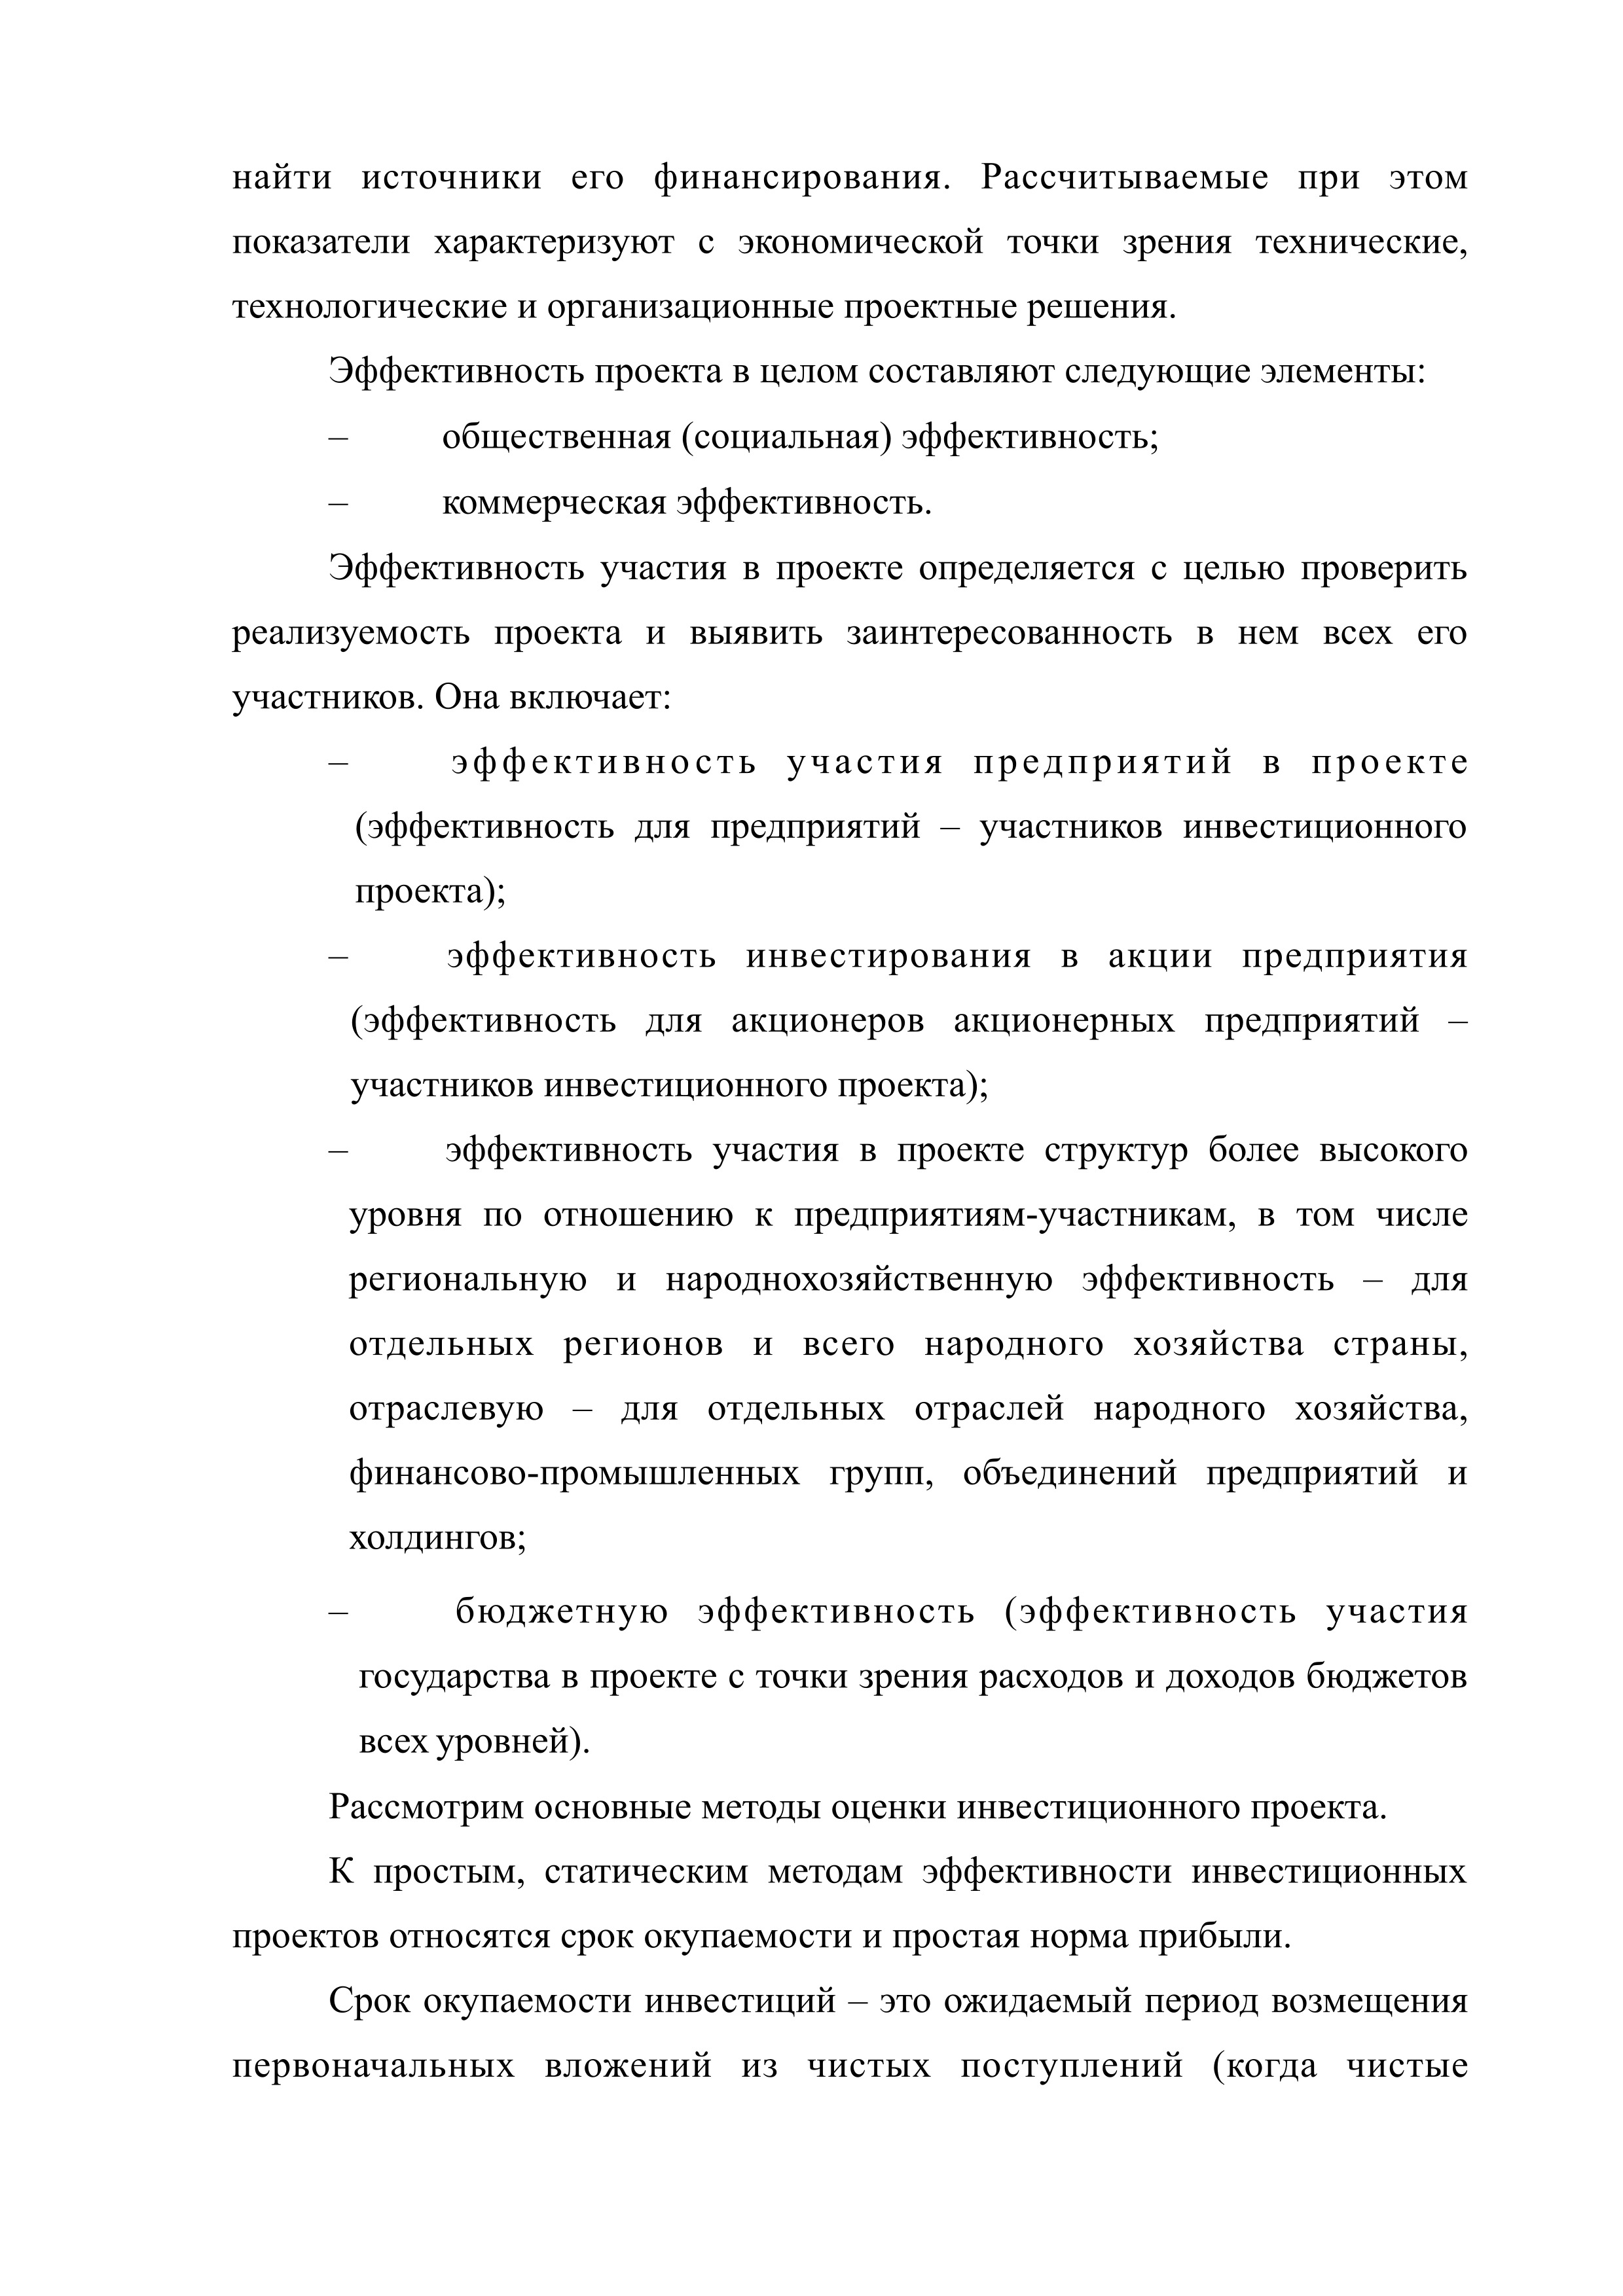 найти источники его финансирования. Рассчитываемые при этом
показатели характеризуют с экономической точки зрения технические,
технологические и организационные проектные решения.
Эффективность проекта в целом составляют следующие элементы:
– общественная (социальная) эффективность;
– коммерческая эффективность.
Эффективность участия в проекте определяется с целью проверить
реализуемость проекта и выявить заинтересованность в нем всех его
участников. Она включает:
– эффективность участия предприятий в проекте
(эффективность для предприятий – участников инвестиционного
проекта);
– эффективность инвестирования в акции предприятия
(эффективность для акционеров акционерных предприятий –
участников инвестиционного проекта);
– эффективность участия в проекте структур более высокого
уровня по отношению к предприятиям-участникам, в том числе
региональную и народнохозяйственную эффективность – для
отдельных регионов и всего народного хозяйства страны,
отраслевую – для отдельных отраслей народного хозяйства,
финансово-промышленных групп, объединений предприятий и
холдингов;
– бюджетную эффективность (эффективность участия
государства в проекте с точки зрения расходов и доходов бюджетов
всех уровней).
Рассмотрим основные методы оценки инвестиционного проекта.
К простым, статическим методам эффективности инвестиционных
проектов относятся срок окупаемости и простая норма прибыли.
Срок окупаемости инвестиций – это ожидаемый период возмещения
первоначальных вложений из чистых поступлений (когда чистые